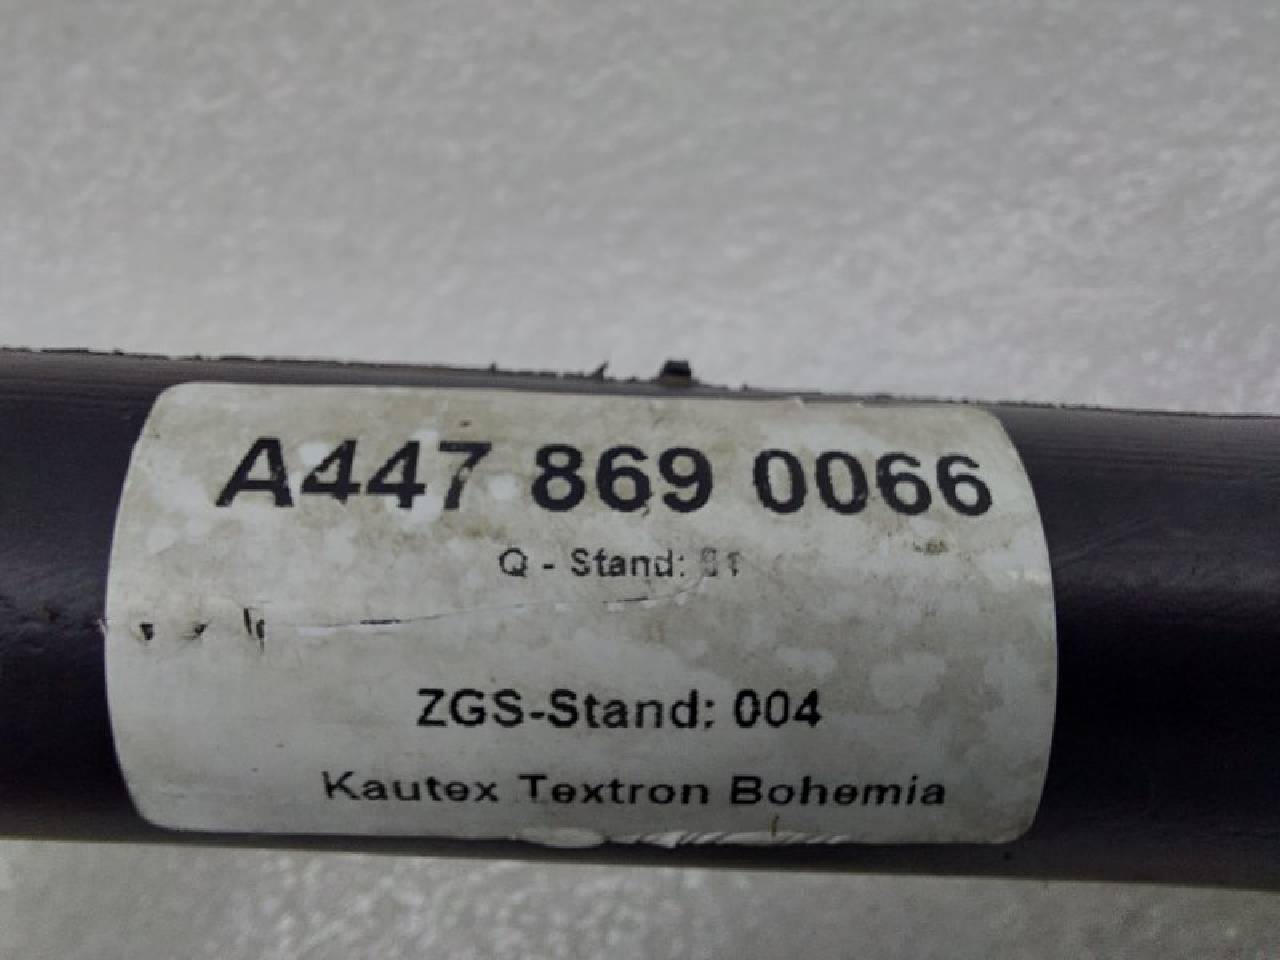 A447 869 0066
Q - Stand:
ZGS-Stand: 004
Kautex Textron Bohemia